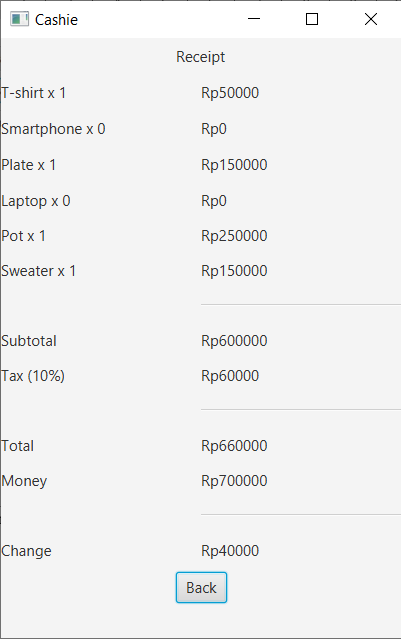 Cashie
Receipt
T-shirt x 1 Rp50000
Smartphone x 0 Rp0
Plate x 1 Rp150000
Laptop x 0 Rp0
Pot x 1 Rp250000
Sweater x 1 Rp150000
Subtotal Rp600000
Tax (10%) Rp60000
Total Rp660000
Money Rp700000
Change Rp40000
Back